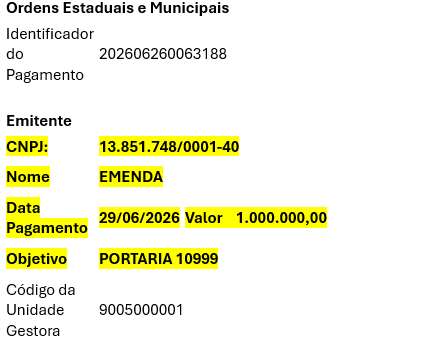 Ordens Estaduais e Municipais
Identificador
do 202606260063188
Pagamento
Emitente
CNPJ: 13.851.748/0001-40
Nome EMENDA
Data
Pagamento 29/06/2026 Valor 1.000.000,00
Objetivo PORTARIA 10999
Código da
Unidade 9005000001
Gestora